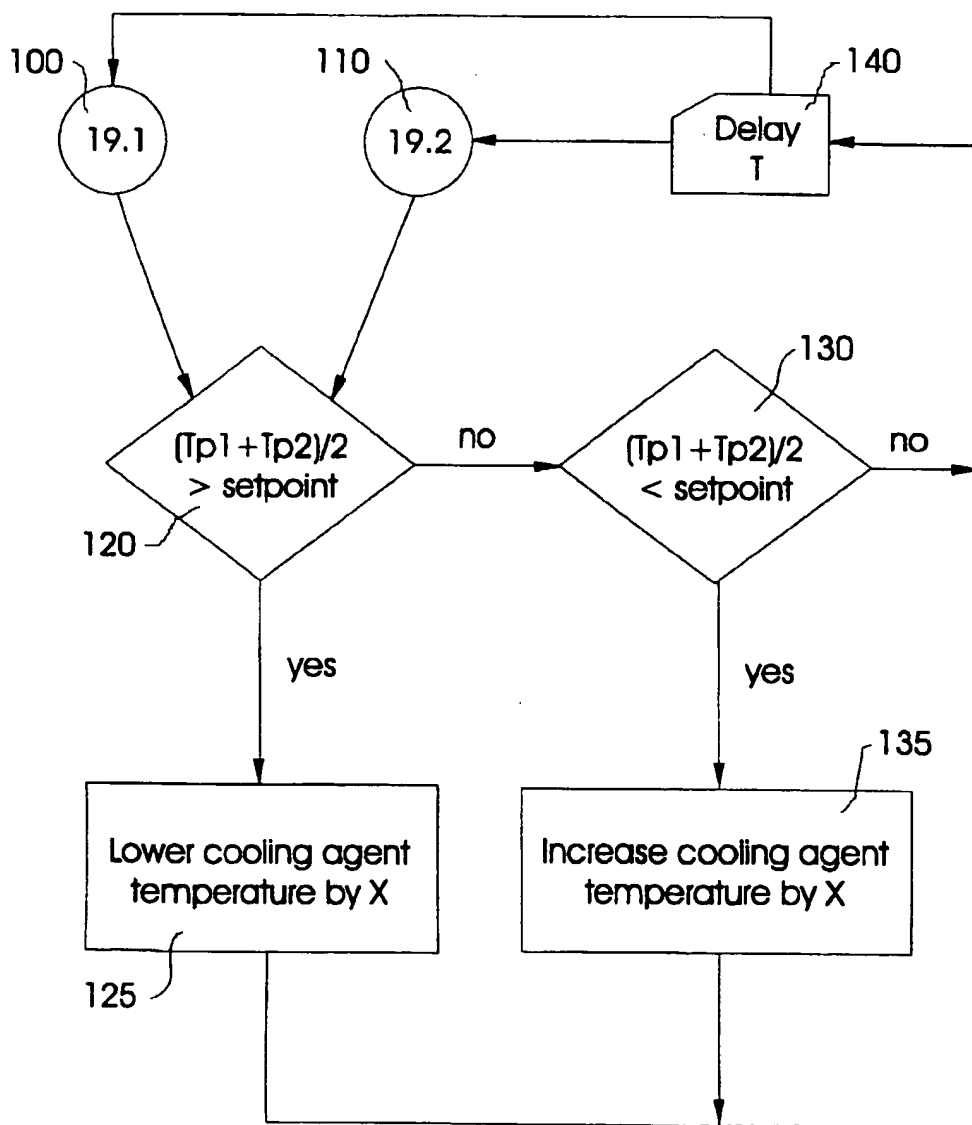 100
110
140
19.1
19.2
Delay
T
130
(Tp1+Tp2)/2
> setpoint
no
(Tp1+Tp2)/2
< setpoint
no
120
yes
yes
135
Lower cooling agent
temperature by X
Increase cooling agent
temperature by X
125